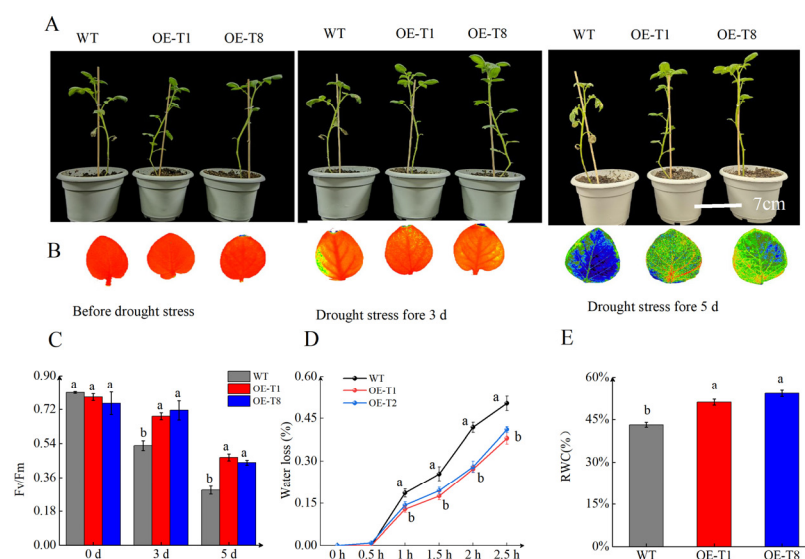 A
WT OE-T1 OE-T8
WT OE-T1 OE-T8
WT OE-T1 OE-T8
7cm
B
Before drought stress
Drought stress fore 3 d
Drought stress fore 5 d
C
Fv/Fm
0.90
0.72
0.54
0.36
0.18
0.00
WT
OE-T1
OE-T8
a a a
b a a
b a a
0 d 3 d 5 d
D
Water loss (%)
0.60
0.45
0.30
0.15
0.00
WT
OE-T1
OE-T2
a a a a
b b b b
0 h 0.5 h 1 h 1.5 h 2 h 2.5 h
E
RWC(%)
60%
45%
30%
15%
b a a
WT OE-T1 OE-T8